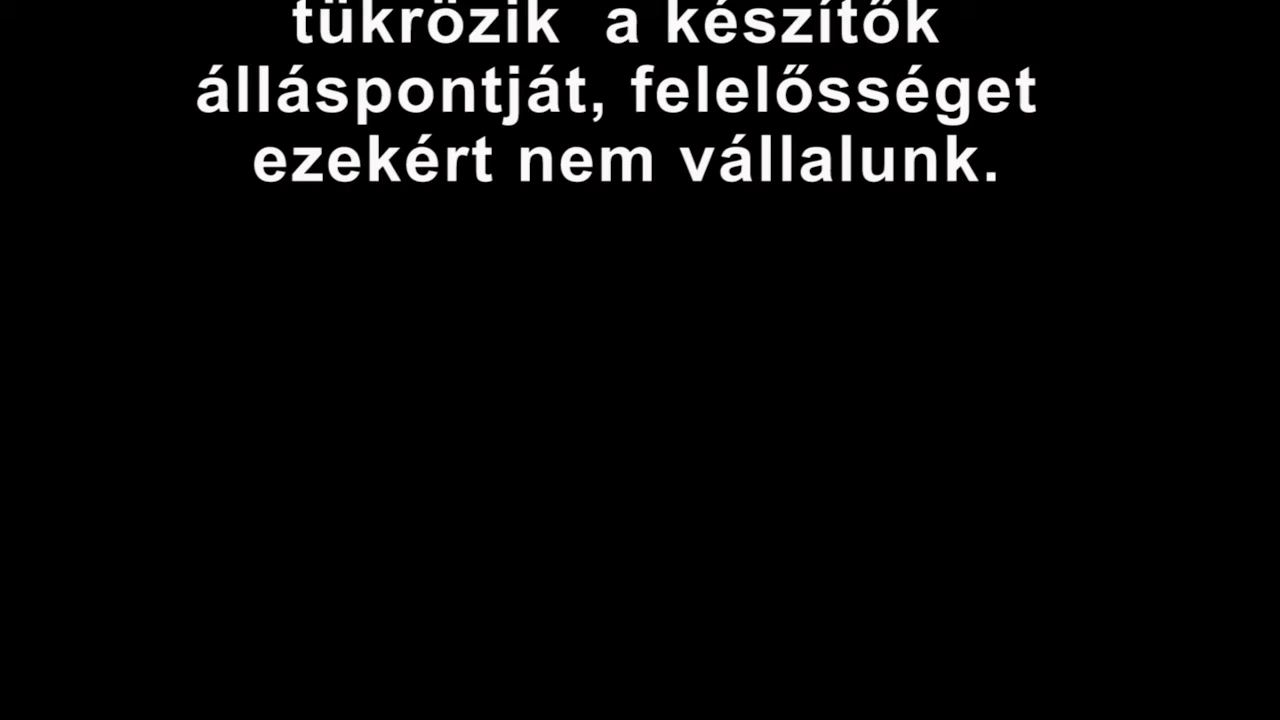 tükrözik a készítők
álláspontját, felelősséget
ezekért nem vállalunk.